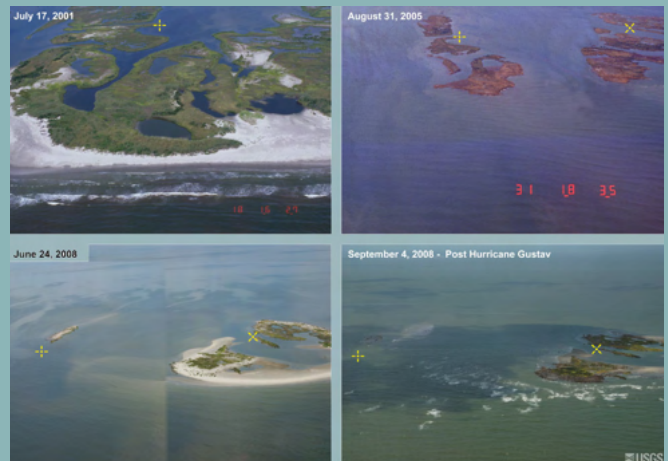 July 17, 2001
August 31, 2005
18 16 29
31 18 35
June 24, 2008
September 4, 2008 - Post Hurricane Gustav
USGS